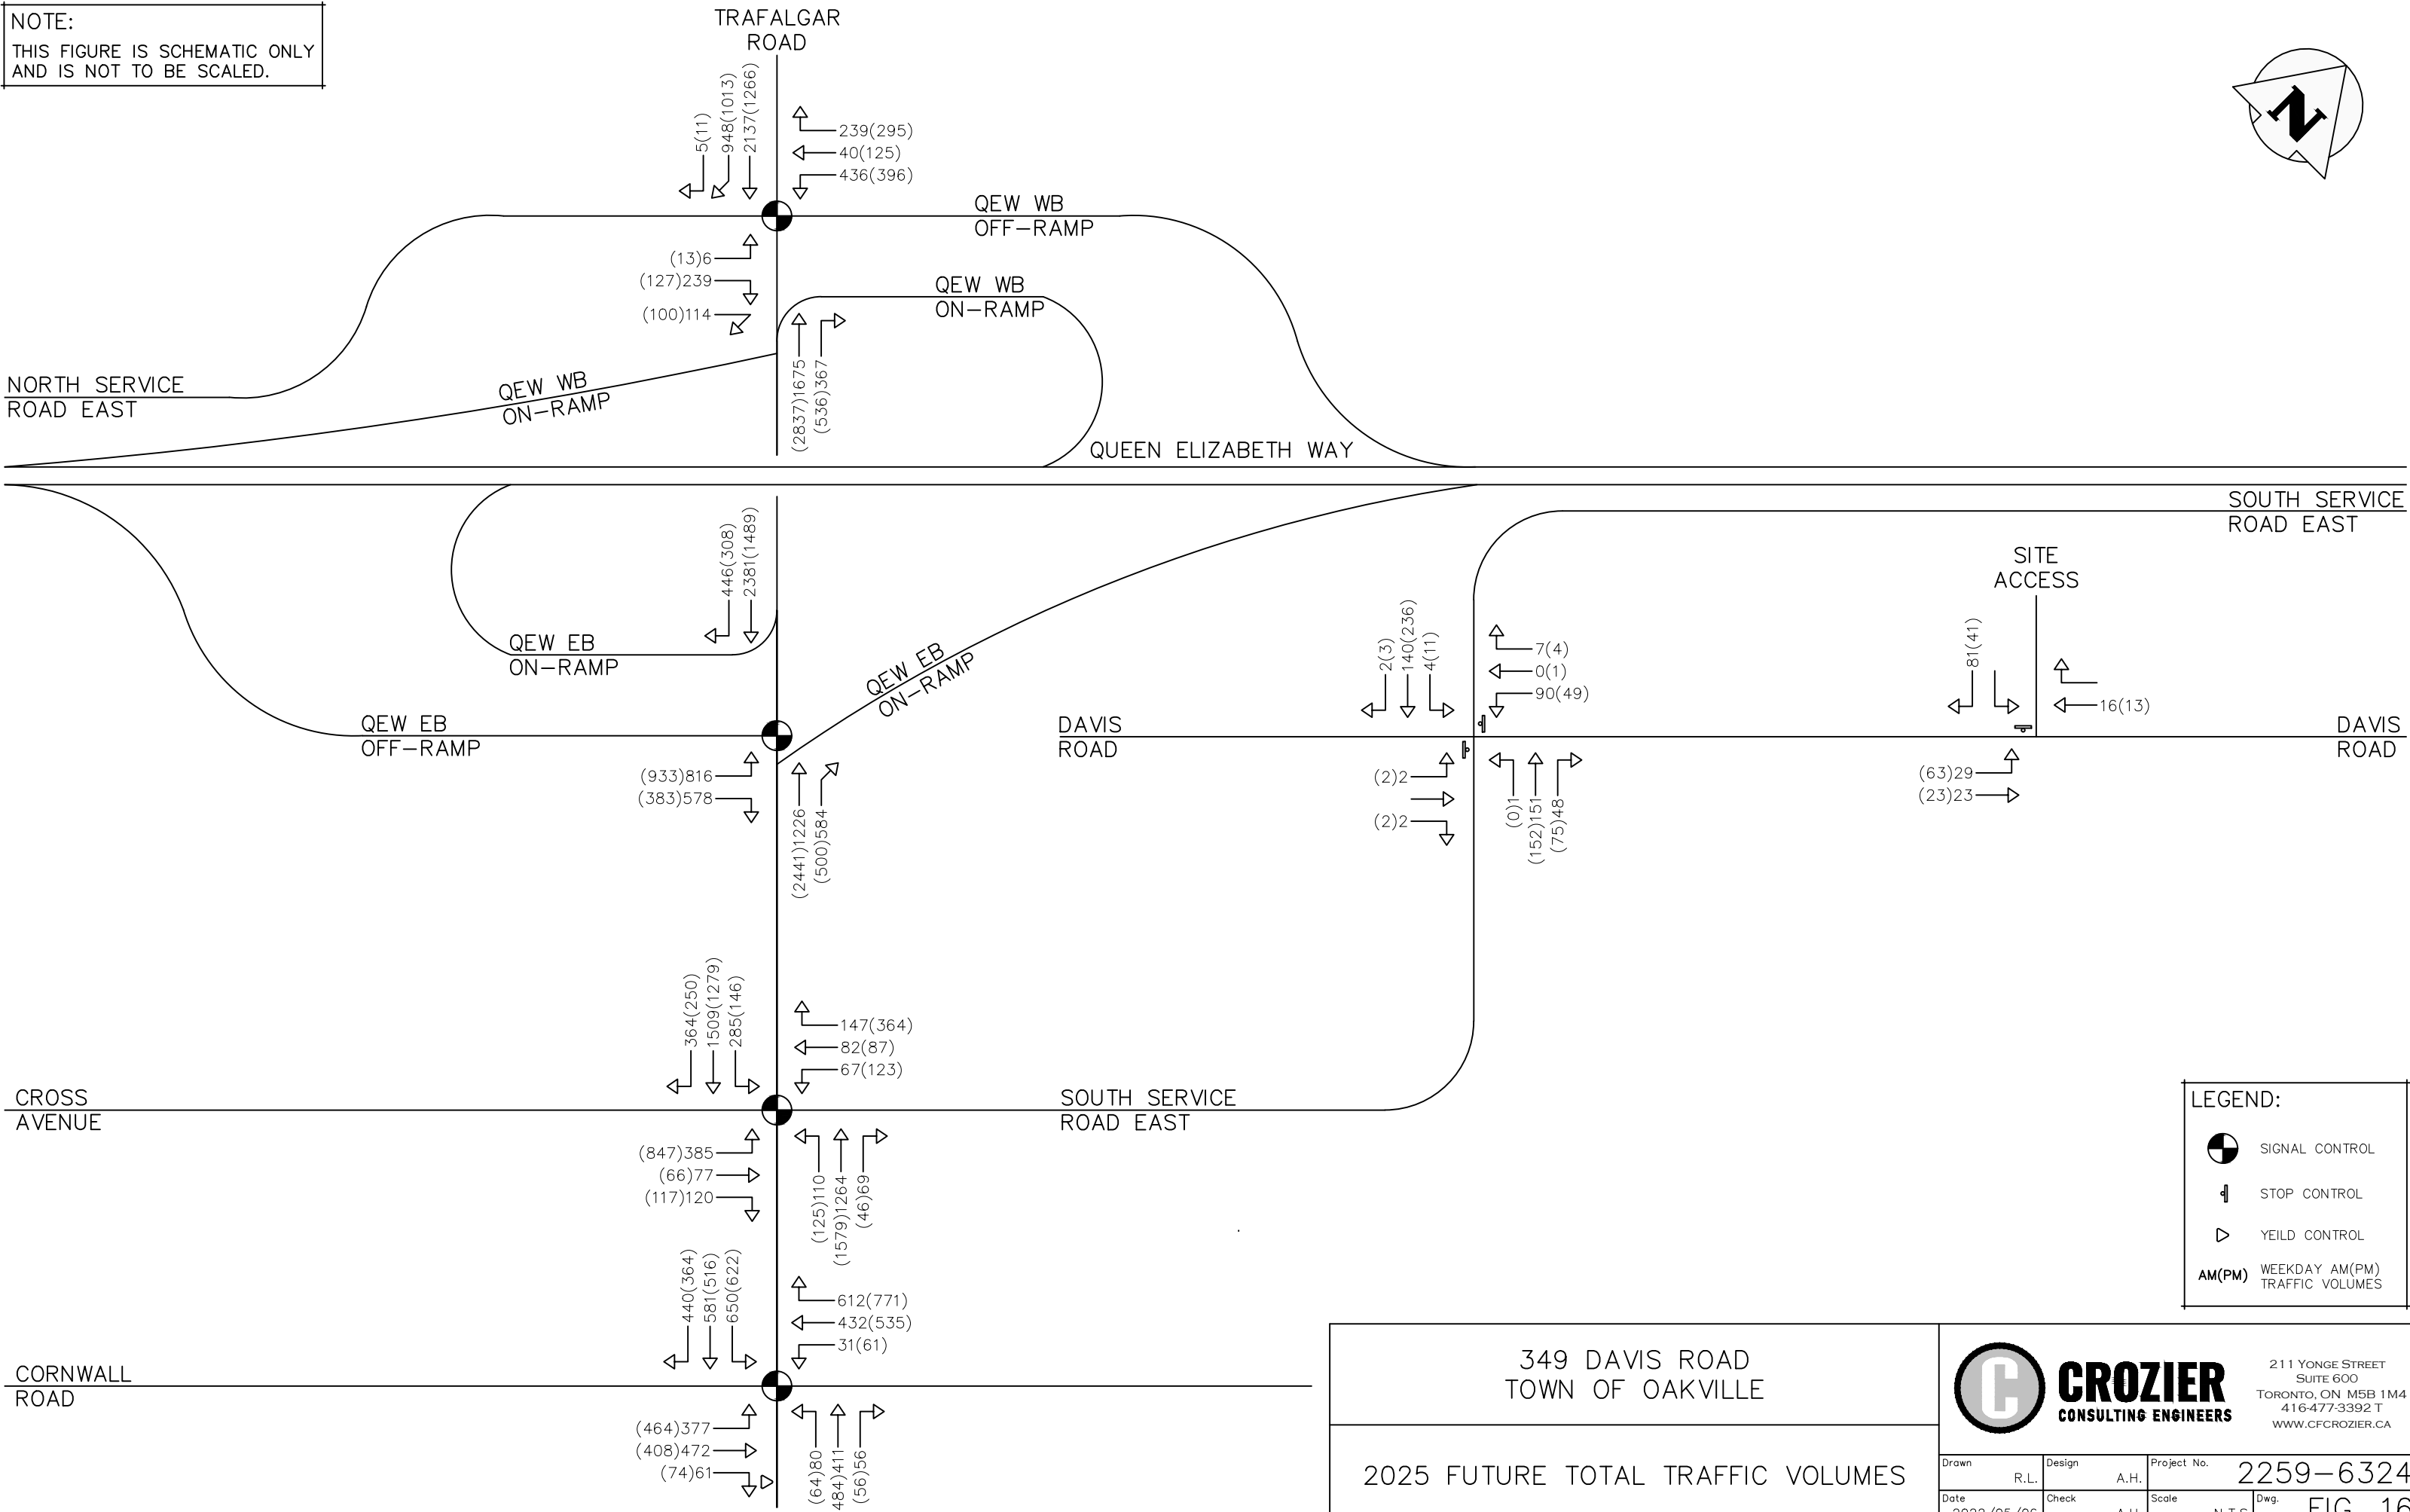 NOTE:
THIS FIGURE IS SCHEMATIC ONLY
AND IS NOT TO BE SCALED.
TRAFALGAR
ROAD
N
5(11)
948(1013)
2137(1266)
239(295)
40(125)
436(396)
QEW WB
OFF-RAMP
(13)6
(127)239
(100)114
QEW WB
ON-RAMP
(2837)1675
(536)367
NORTH SERVICE
ROAD EAST
QEW WB
ON-RAMP
QUEEN ELIZABETH WAY
SOUTH SERVICE
ROAD EAST
446(308)
2381(1489)
QEW EB
ON-RAMP
QEW EB
ON-RAMP
QEW EB
OFF-RAMP
(933)816
(383)578
(2441)1226
(500)584
SITE
ACCESS
2(3)
140(236)
4(11)
7(4)
0(1)
90(49)
81(41)
16(13)
DAVIS
ROAD
DAVIS
ROAD
(2)2
(2)2
(0)1
(152)151
(75)48
(63)29
(23)23
364(250)
1509(1279)
285(146)
147(364)
82(87)
67(123)
CROSS
AVENUE
SOUTH SERVICE
ROAD EAST
(847)385
(66)77
(117)120
(125)110
(1579)1264
(46)69
440(364)
581(516)
650(622)
612(771)
432(535)
31(61)
CORNWALL
ROAD
(464)377
(408)472
(74)61
(64)80
484)411
(56)56
LEGEND:
SIGNAL CONTROL
STOP CONTROL
YEILD CONTROL
AM(PM) WEEKDAY AM(PM)
TRAFFIC VOLUMES
349 DAVIS ROAD
TOWN OF OAKVILLE
2025 FUTURE TOTAL TRAFFIC VOLUMES
C
CROZIER
CONSULTING ENGINEERS
211 YONGE STREET
SUITE 600
TORONTO, ON M5B 1M4
416-477-3392 T
WWW.CFCROZIER.CA
Drawn R.L.
Design A.H.
Project No. 2259-6324
Date
Check
Scale
Dwg. FIG. 16